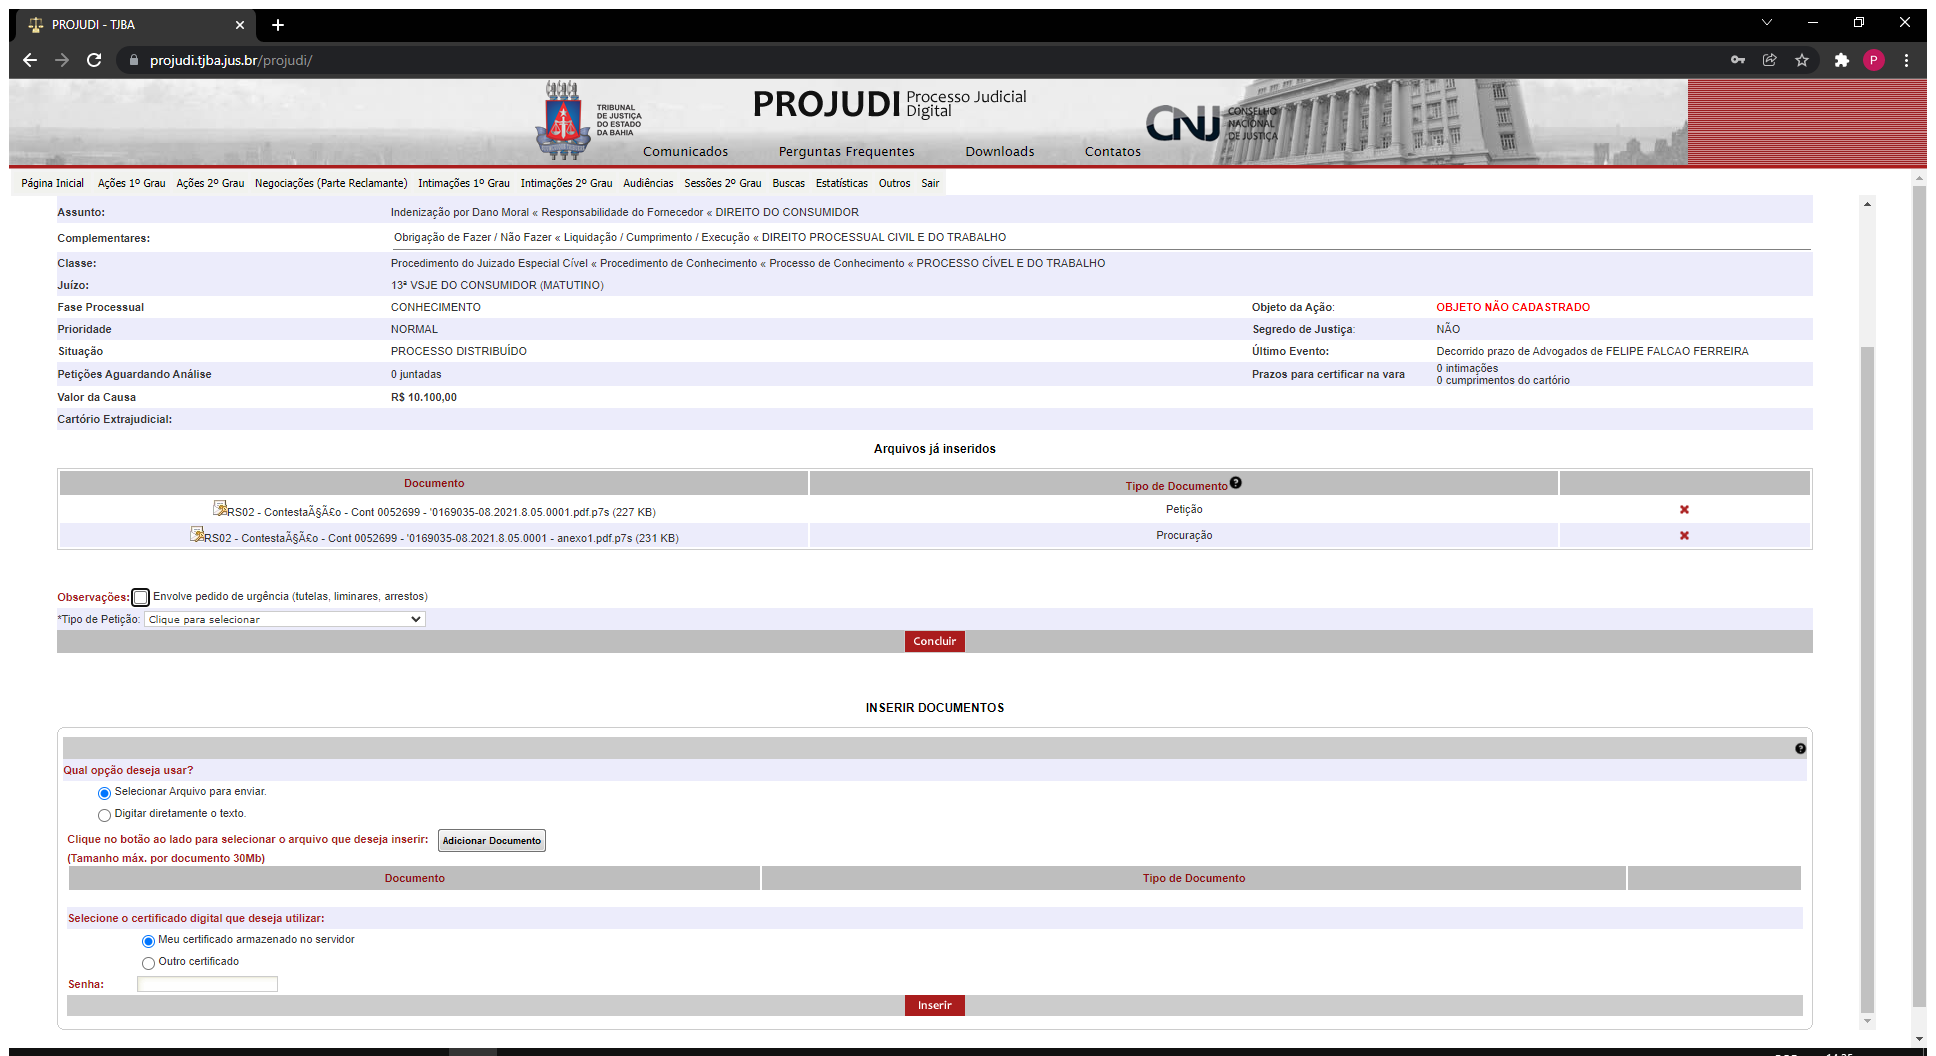 PROJUDI - TJBA
projudi.tjba.jus.br/projudi/
P
TRIBUNAL
DE JUSTIÇA
DO ESTADO
DA BAHIA
PROJUDI Processo Judicial
Digital
CNJ CONSELHO
NACIONAL
DE JUSTIÇA
Comunicados Perguntas Frequentes Downloads Contatos
Página Inicial Ações 1º Grau Ações 2º Grau Negociações (Parte Reclamante) Intimações 1º Grau Intimações 2º Grau Audiências Sessões 2º Grau Buscas Estatísticas Outros Sair
Assunto: Indenização por Dano Moral « Responsabilidade do Fornecedor « DIREITO DO CONSUMIDOR
Complementares: Obrigação de Fazer / Não Fazer « Liquidação / Cumprimento / Execução « DIREITO PROCESSUAL CIVIL E DO TRABALHO
Classe: Procedimento do Juizado Especial Cível « Procedimento de Conhecimento « Processo de Conhecimento « PROCESSO CÍVEL E DO TRABALHO
Juízo: 13ª VSJE DO CONSUMIDOR (MATUTINO)
Fase Processual CONHECIMENTO Objeto da Ação: OBJETO NÃO CADASTRADO
Prioridade NORMAL Segredo de Justiça: NÃO
Situação PROCESSO DISTRIBUÍDO Último Evento: Decorrido prazo de Advogados de FELIPE FALCAO FERREIRA
Petições Aguardando Análise 0 juntadas Prazos para certificar na vara 0 intimações
0 cumprimentos do cartório
Valor da Causa R$ 10.100,00
Cartório Extrajudicial:
Arquivos já inseridos
Documento Tipo de Documento
RS02 - ContestaÃ§Ã£o - Cont 0052699 - '0169035-08.2021.8.05.0001.pdf.p7s (227 KB) Petição
RS02 - ContestaÃ§Ã£o - Cont 0052699 - '0169035-08.2021.8.05.0001 - anexo1.pdf.p7s (231 KB) Procuração
Observações: Envolve pedido de urgência (tutelas, liminares, arrestos)
*Tipo de Petição: Clique para selecionar
Concluir
INSERIR DOCUMENTOS
Qual opção deseja usar?
Selecionar Arquivo para enviar.
Digitar diretamente o texto.
Clique no botão ao lado para selecionar o arquivo que deseja inserir: Adicionar Documento
(Tamanho máx. por documento 30Mb)
Documento Tipo de Documento
Selecione o certificado digital que deseja utilizar:
Meu certificado armazenado no servidor
Outro certificado
Senha:
Inserir